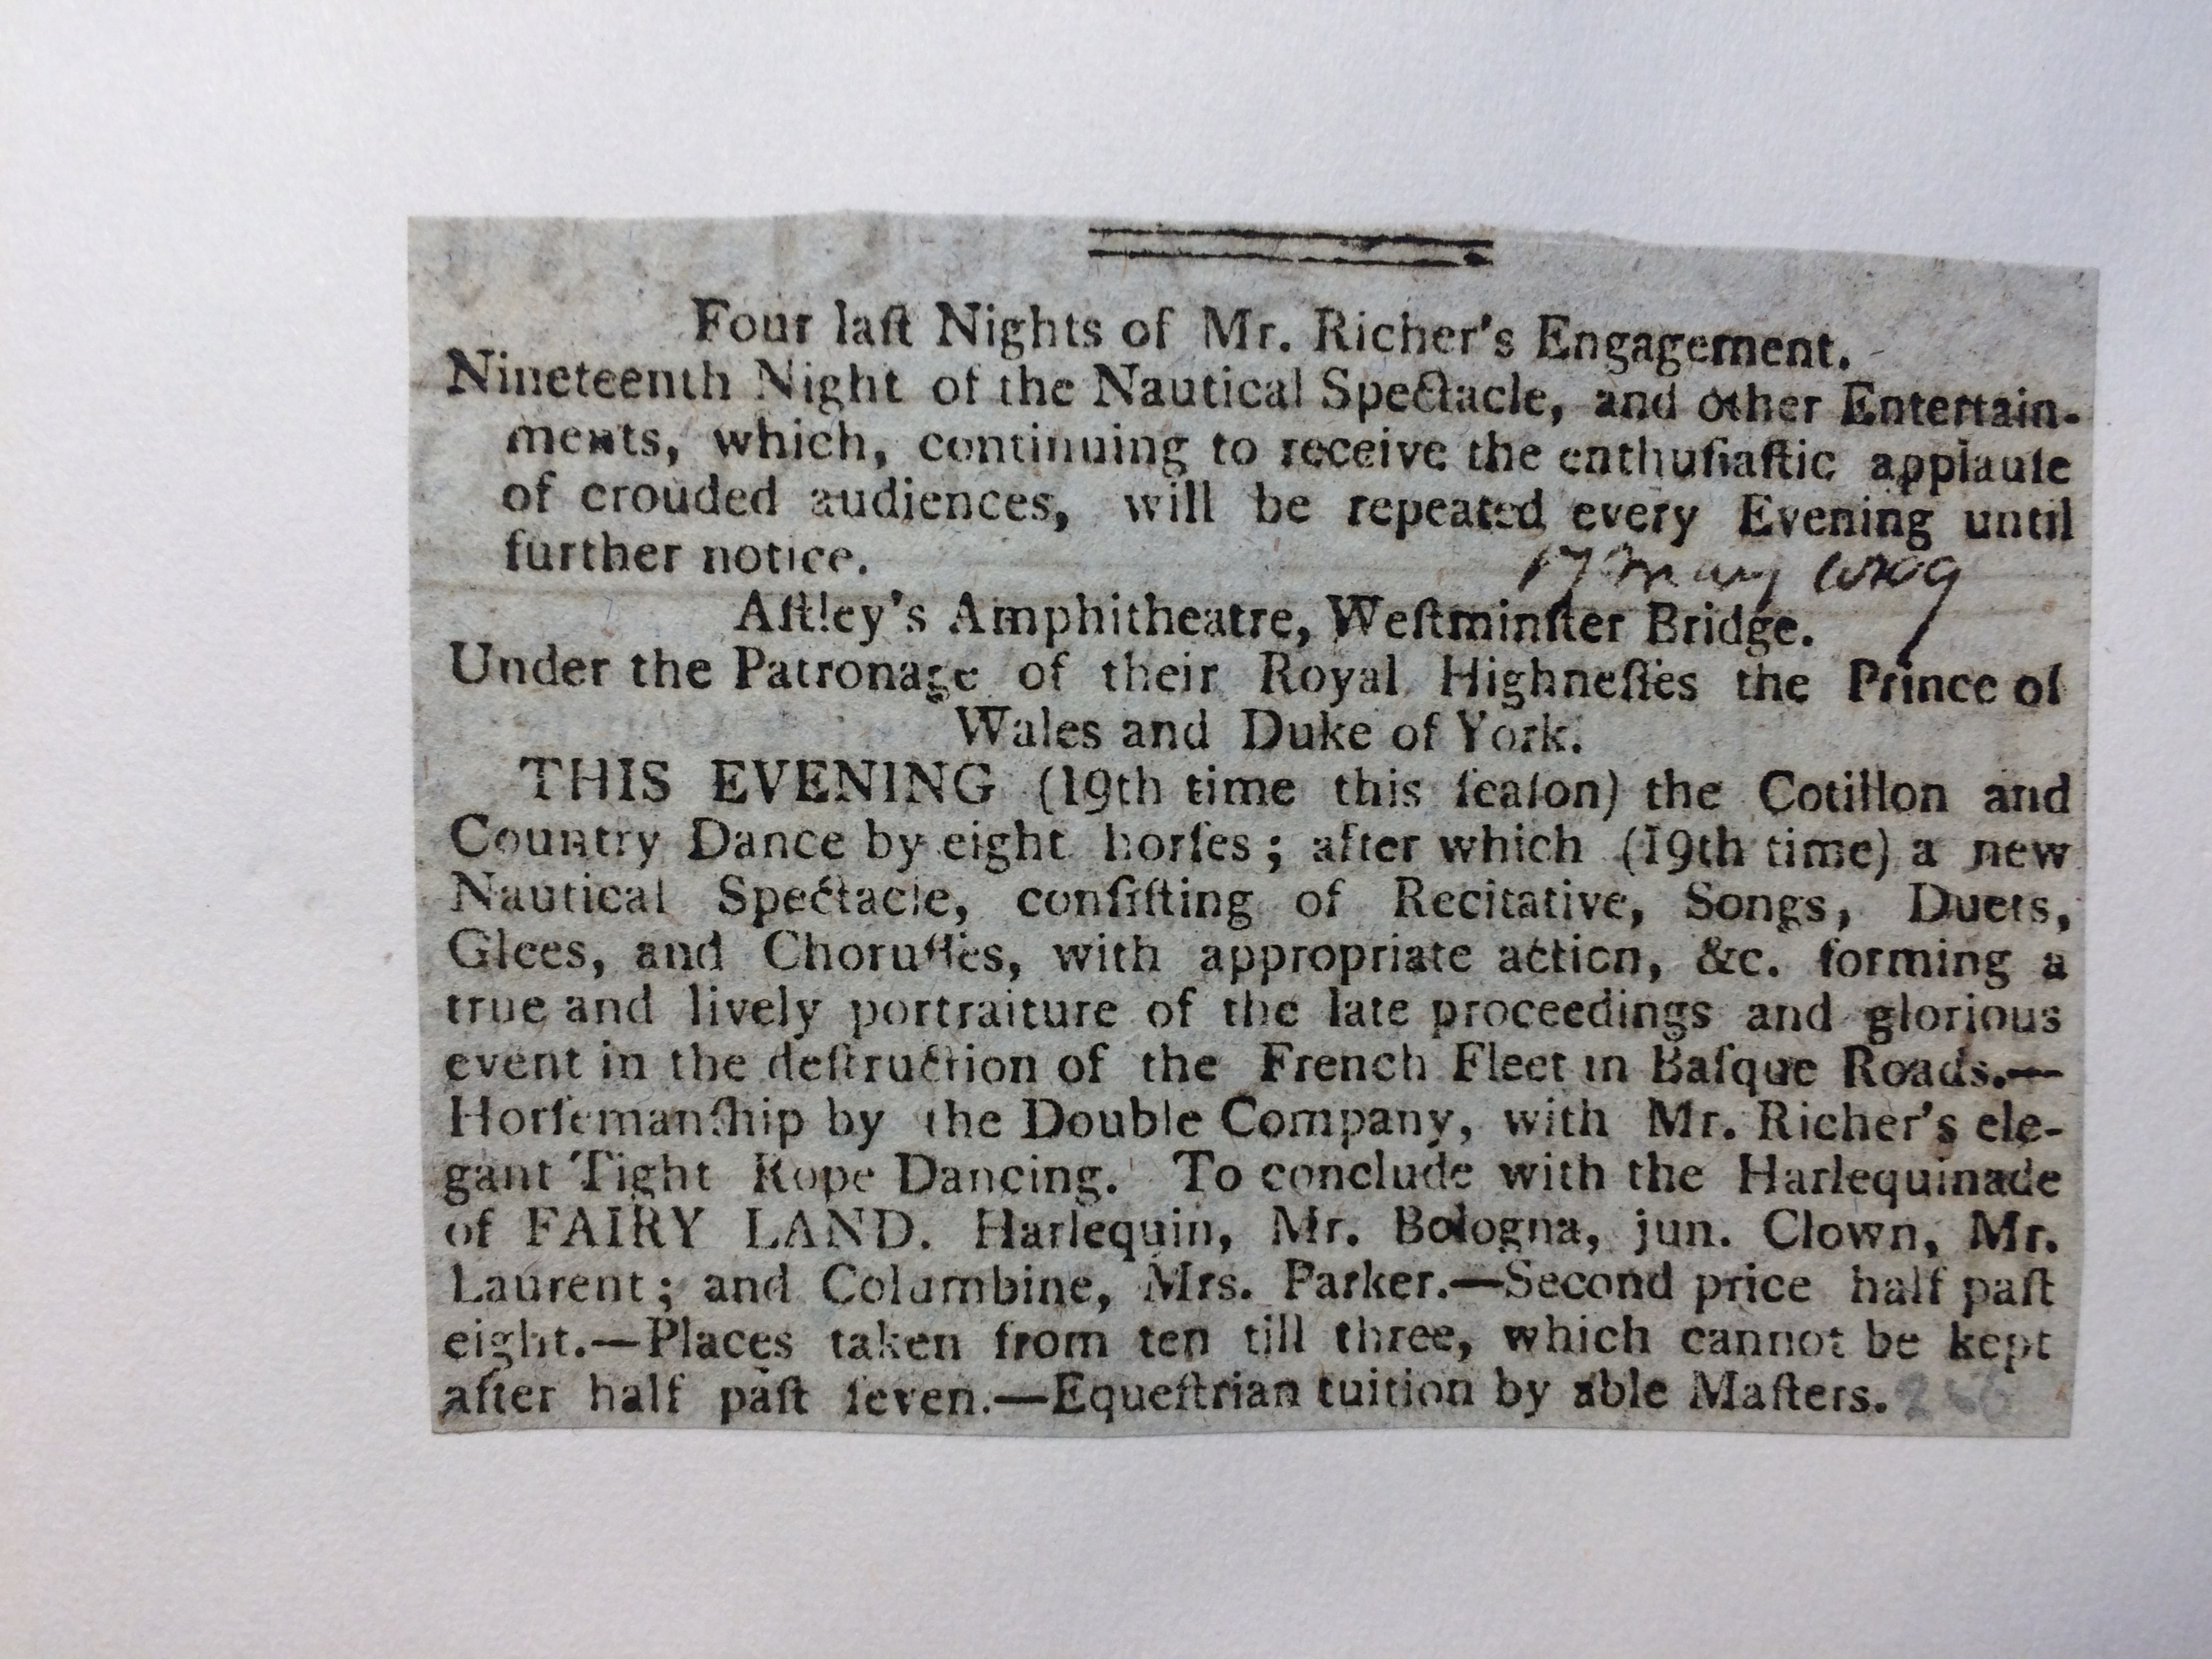 Four laſt Nights of Mr. Richer's Engagement.
Nineteenth Night of the Nautical Spectacle, and other Entertain-
ments, which, continuing to receive the enthuſiaſtic applauſe
of crouded audiences, will be repeated every Evening until
further notice.
17 May 1809
Aſtley's Amphitheatre, Weſtminſter Bridge.
Under the Patronage of their Royal Highneſſes the Prince of
Wales and Duke of York.
THIS EVENING (19th time this ſeaſon) the Cotillon and
Country Dance by eight horſes; after which (19th time) a new
Nautical Spectacle, conſiſting of Recitative, Songs, Duets,
Glees, and Choruſſes, with appropriate action, &c. forming a
true and lively portraiture of the late proceedings and glorious
event in the deſtruction of the French Fleet in Baſque Roads.—
Horſemanſhip by the Double Company, with Mr. Richer's ele-
gant Tight Rope Dancing. To conclude with the Harlequinade
of FAIRY LAND. Harlequin, Mr. Bologna, jun. Clown, Mr.
Laurent; and Columbine, Mrs. Parker.—Second price half paſt
eight.—Places taken from ten till three, which cannot be kept
after half paſt ſeven.—Equeſtrian tuition by able Maſters.